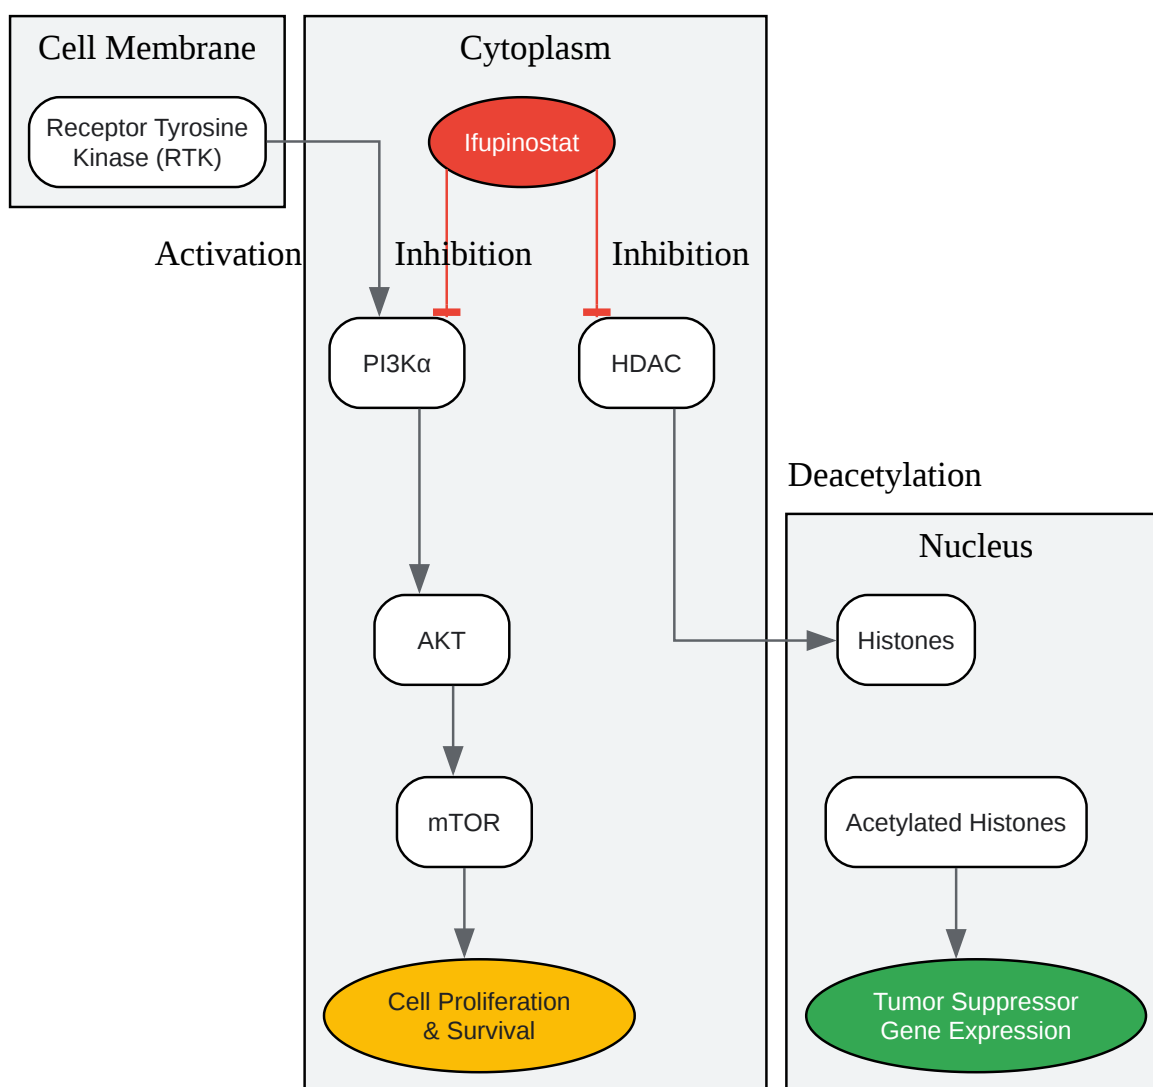 Cell Membrane
Cytoplasm
Receptor Tyrosine
Kinase (RTK)
Ifupinostat
Activation
Inhibition
Inhibition
PI3Kα
HDAC
Deacetylation
Nucleus
AKT
Histones
mTOR
Acetylated Histones
Cell Proliferation
& Survival
Tumor Suppressor
Gene Expression